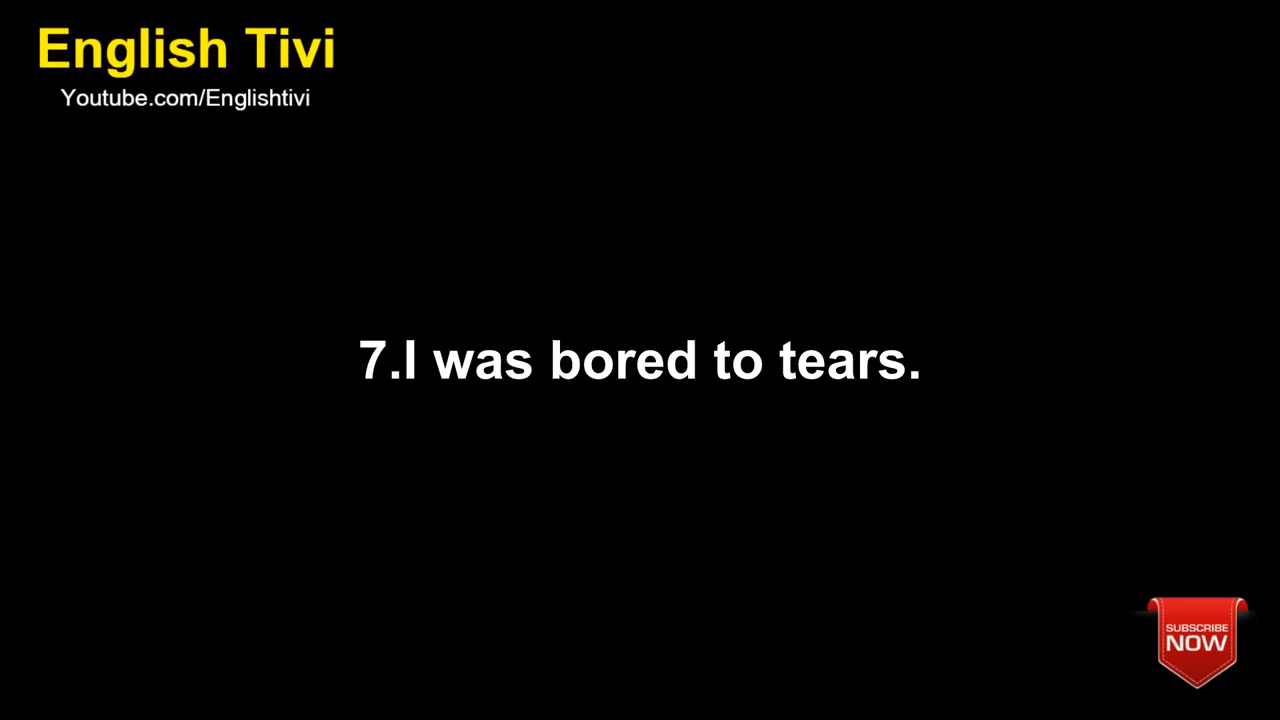 English Tivi
Youtube.com/Englishtivi
7.I was bored to tears.
SUBSCRIBE
NOW